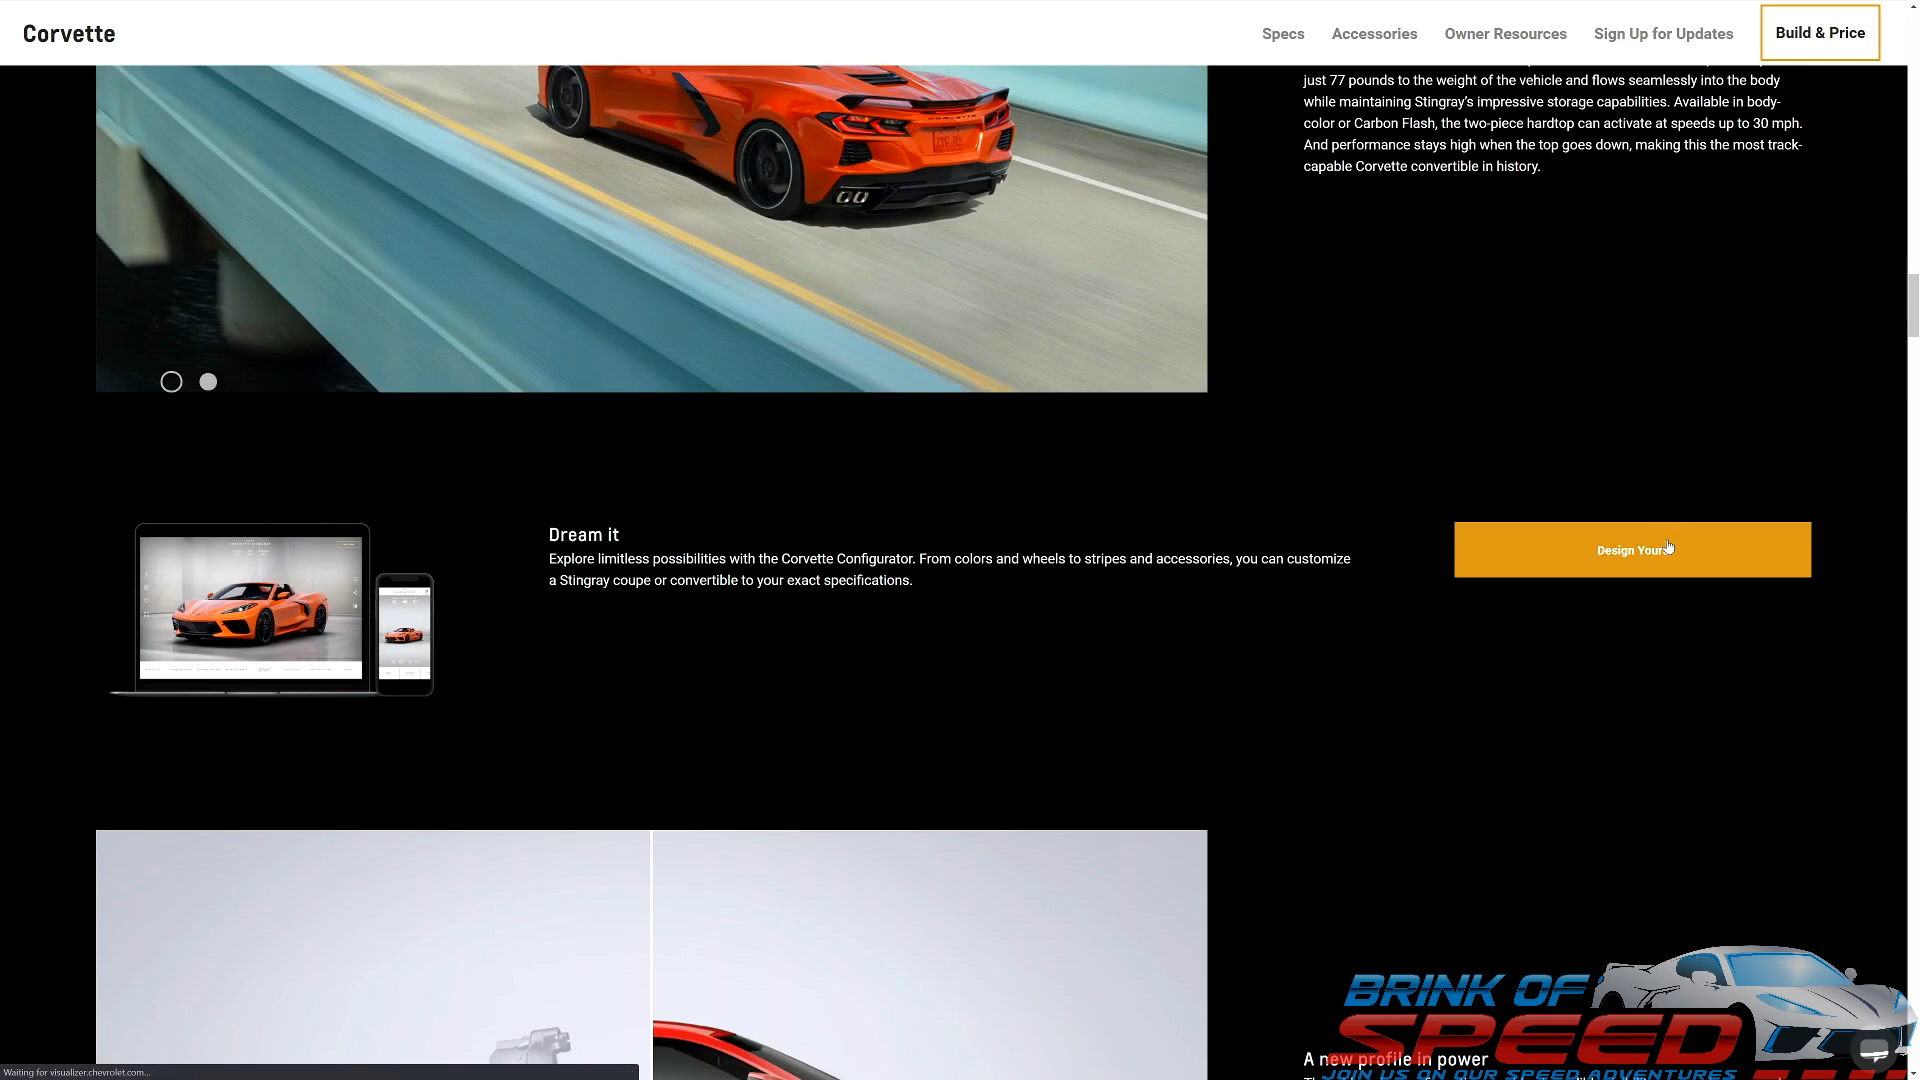 Corvette
Specs
Accessories
Owner Resources
Sign Up for Updates
Build & Price
just 77 pounds to the weight of the vehicle and flows seamlessly into the body
while maintaining Stingray’s impressive storage capabilities. Available in body-
color or Carbon Flash, the two-piece hardtop can activate at speeds up to 30 mph.
And performance stays high when the top goes down, making this the most track-
capable Corvette convertible in history.
CORVETTE
Dream it
Explore limitless possibilities with the Corvette Configurator. From colors and wheels to stripes and accessories, you can customize
a Stingray coupe or convertible to your exact specifications.
Design Yours
BRINK OF
SPEED
JOIN US ON OUR SPEED ADVENTURES
A new profile in power
Waiting for visualizer.chevrolet.com...